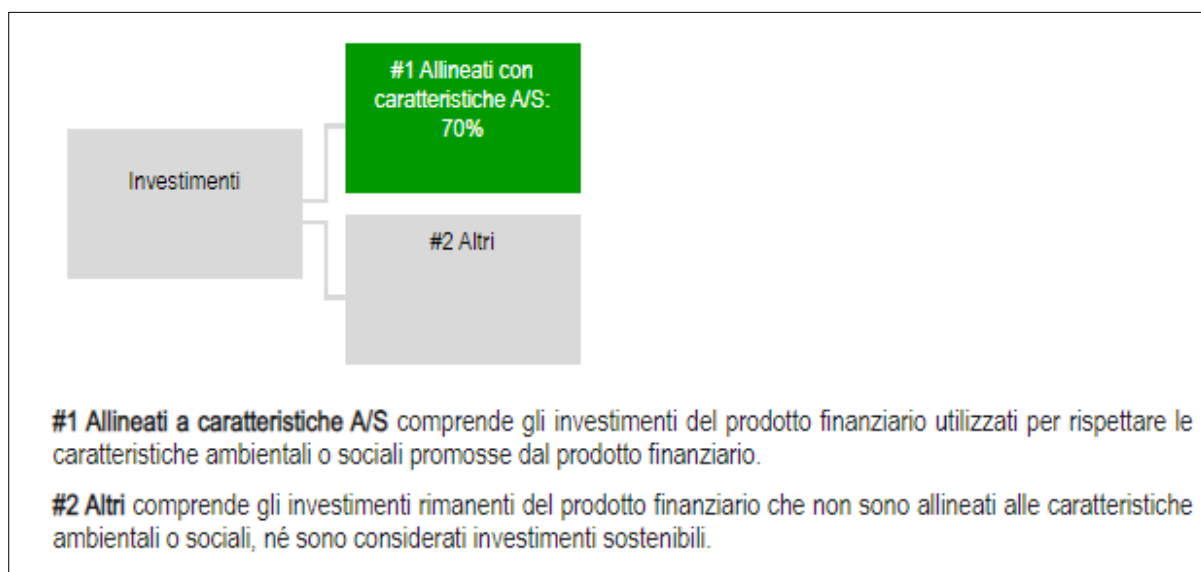 #1 Allineati con
caratteristiche A/S:
70%
Investimenti
#2 Altri
#1 Allineati a caratteristiche A/S comprende gli investimenti del prodotto finanziario utilizzati per rispettare le
caratteristiche ambientali o sociali promosse dal prodotto finanziario.
#2 Altri comprende gli investimenti rimanenti del prodotto finanziario che non sono allineati alle caratteristiche
ambientali o sociali, né sono considerati investimenti sostenibili.